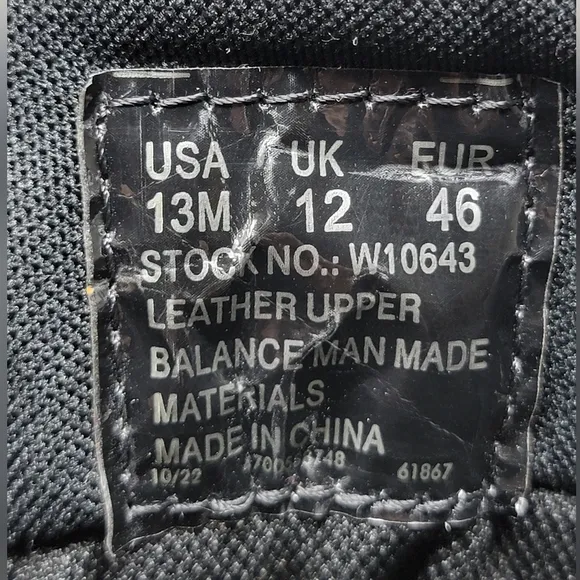 USA UK EUR
13M 12 46
STOCK NO.: W10643
LEATHER UPPER
BALANCE MAN MADE
MATERIALS
MADE IN CHINA
10/22 61867